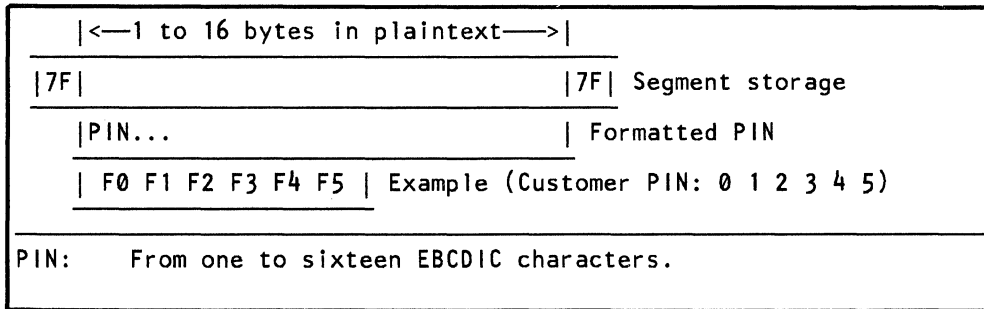 |<—1 to 16 bytes in plaintext——>|
|7F| |7F| Segment storage
|PIN... | Formatted PIN
| F0 F1 F2 F3 F4 F5 | Example (Customer PIN: 0 1 2 3 4 5)
PIN: From one to sixteen EBCDIC characters.